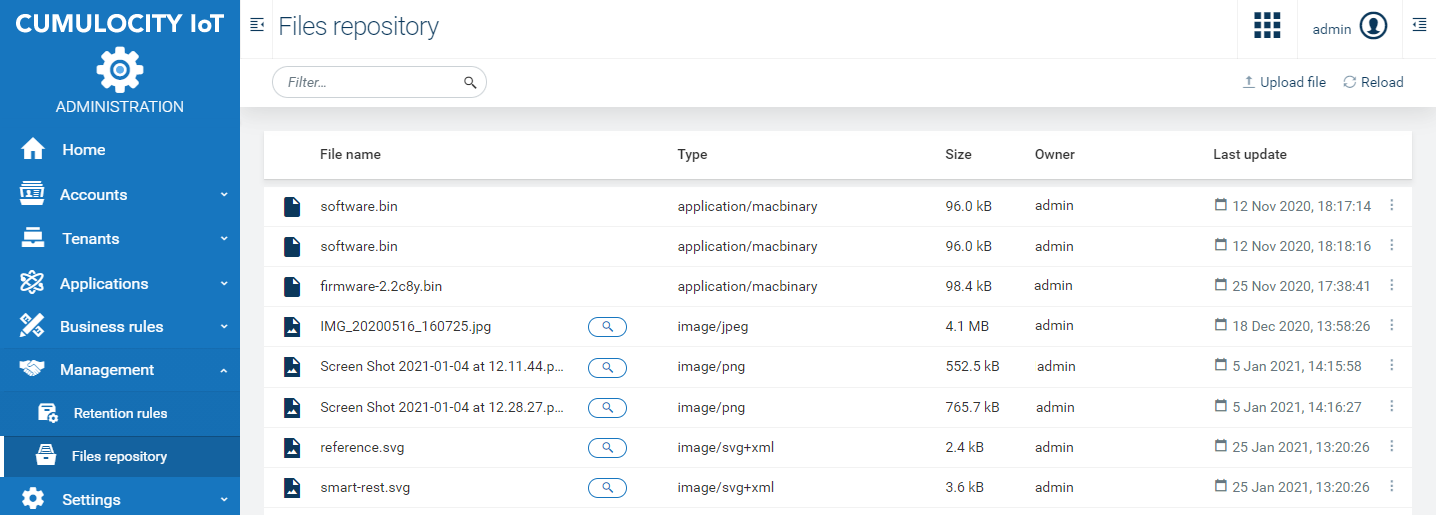 CUMULOCITY IoT
ADMINISTRATION
Home
Accounts
Tenants
Applications
Business rules
Management
Retention rules
Files repository
Settings
Files repository
admin
Filter...
Upload file Reload
File name Type Size Owner Last update
software.bin application/macbinary 96.0 kB admin 12 Nov 2020, 18:17:14
software.bin application/macbinary 96.0 kB admin 12 Nov 2020, 18:18:16
firmware-2.2c8y.bin application/macbinary 98.4 kB admin 25 Nov 2020, 17:38:41
IMG_20200516_160725.jpg image/jpeg 4.1 MB admin 18 Dec 2020, 13:58:26
Screen Shot 2021-01-04 at 12.11.44.p... image/png 552.5 kB admin 5 Jan 2021, 14:15:58
Screen Shot 2021-01-04 at 12.28.27.p... image/png 765.7 kB admin 5 Jan 2021, 14:16:27
reference.svg image/svg+xml 2.4 kB admin 25 Jan 2021, 13:20:26
smart-rest.svg image/svg+xml 3.6 kB admin 25 Jan 2021, 13:20:26